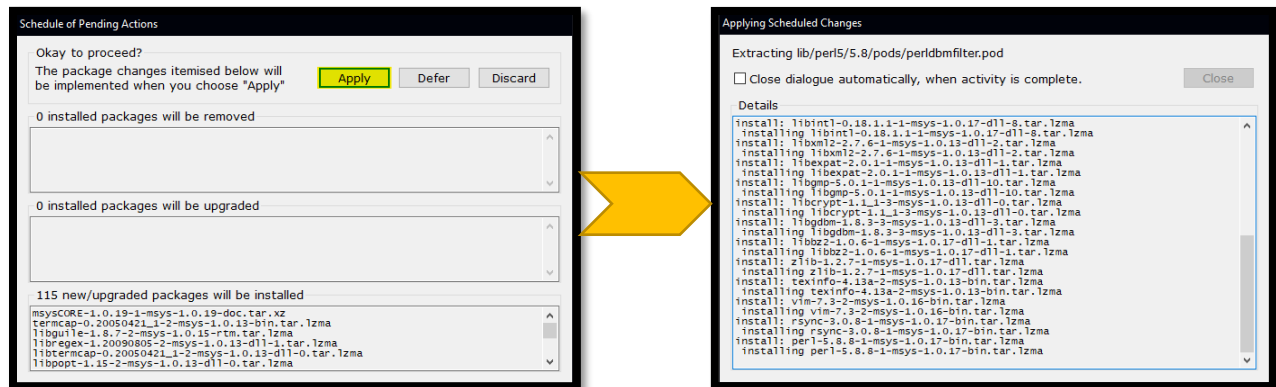 Schedule of Pending Actions
Okay to proceed?
The package changes itemised below will
be implemented when you choose "Apply"
Apply
Defer
Discard
0 installed packages will be removed
0 installed packages will be upgraded
115 new/upgraded packages will be installed
msysCORE-1.0.19-1-msys-1.0.19-doc.tar.xz
termcap-0.20050421_1-2-msys-1.0.13-bin.tar.lzma
libguile-1.8.7-2-msys-1.0.15-rtm.tar.lzma
libregex-1.20090805-2-msys-1.0.13-dll-1.tar.lzma
libtermcap-0.20050421_1-2-msys-1.0.13-dll-0.tar.lzma
libpopt-1.15-2-msys-1.0.13-dll-0.tar.lzma
Applying Scheduled Changes
Extracting lib/perl5/5.8/pods/perldbmfilter.pod
Close dialogue automatically, when activity is complete.
Close
Details
install: libintl-0.18.1.1-1-msys-1.0.17-dll-8.tar.lzma
installing libintl-0.18.1.1-1-msys-1.0.17-dll-8.tar.lzma
install: libxml2-2.7.6-1-msys-1.0.13-dll-2.tar.lzma
installing libxml2-2.7.6-1-msys-1.0.13-dll-2.tar.lzma
install: libexpat-2.0.1-1-msys-1.0.13-dll-1.tar.lzma
installing libexpat-2.0.1-1-msys-1.0.13-dll-1.tar.lzma
install: libgmp-5.0.1-1-msys-1.0.13-dll-10.tar.lzma
installing libgmp-5.0.1-1-msys-1.0.13-dll-10.tar.lzma
install: libcrypt-1.1_1-3-msys-1.0.13-dll-0.tar.lzma
installing libcrypt-1.1_1-3-msys-1.0.13-dll-0.tar.lzma
install: libgdbm-1.8.3-3-msys-1.0.13-dll-3.tar.lzma
installing libgdbm-1.8.3-3-msys-1.0.13-dll-3.tar.lzma
install: libbz2-1.0.6-1-msys-1.0.17-dll-1.tar.lzma
installing libbz2-1.0.6-1-msys-1.0.17-dll-1.tar.lzma
install: zlib-1.2.7-1-msys-1.0.17-dll.tar.lzma
installing zlib-1.2.7-1-msys-1.0.17-dll.tar.lzma
install: texinfo-4.13a-2-msys-1.0.13-bin.tar.lzma
installing texinfo-4.13a-2-msys-1.0.13-bin.tar.lzma
install: vim-7.3-2-msys-1.0.16-bin.tar.lzma
installing vim-7.3-2-msys-1.0.16-bin.tar.lzma
install: rsync-3.0.8-1-msys-1.0.17-bin.tar.lzma
installing rsync-3.0.8-1-msys-1.0.17-bin.tar.lzma
install: perl-5.8.8-1-msys-1.0.17-bin.tar.lzma
installing perl-5.8.8-1-msys-1.0.17-bin.tar.lzma